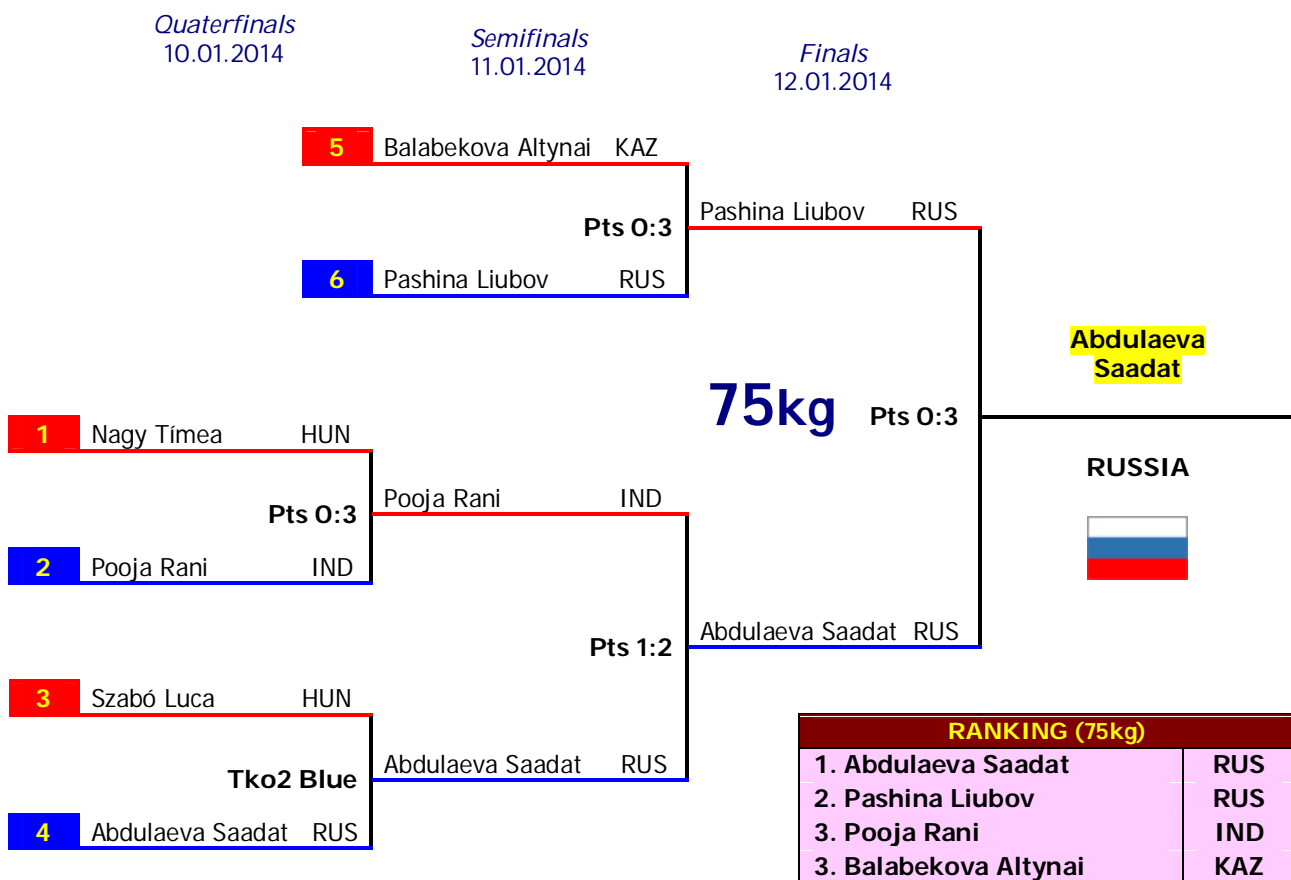 Quaterfinals
10.01.2014
Semifinals
11.01.2014
Finals
12.01.2014
5 Balabekova Altynai KAZ
Pts 0:3
6 Pashina Liubov RUS
Pashina Liubov RUS
75kg Pts 0:3
Abdulaeva
Saadat
RUSSIA
1 Nagy Tímea HUN
Pts 0:3
2 Pooja Rani IND
Pooja Rani IND
Pts 1:2
Abdulaeva Saadat RUS
3 Szabó Luca HUN
Tko2 Blue
4 Abdulaeva Saadat RUS
Abdulaeva Saadat RUS
RANKING (75kg)
1. Abdulaeva Saadat RUS
2. Pashina Liubov RUS
3. Pooja Rani IND
3. Balabekova Altynai KAZ